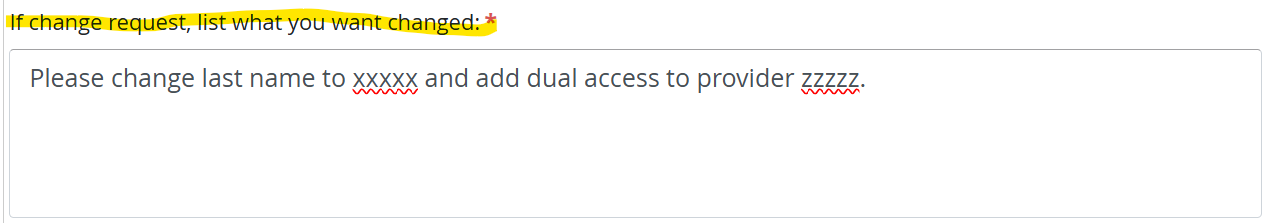 If change request, list what you want changed: *
Please change last name to xxxxx and add dual access to provider zzzzz.